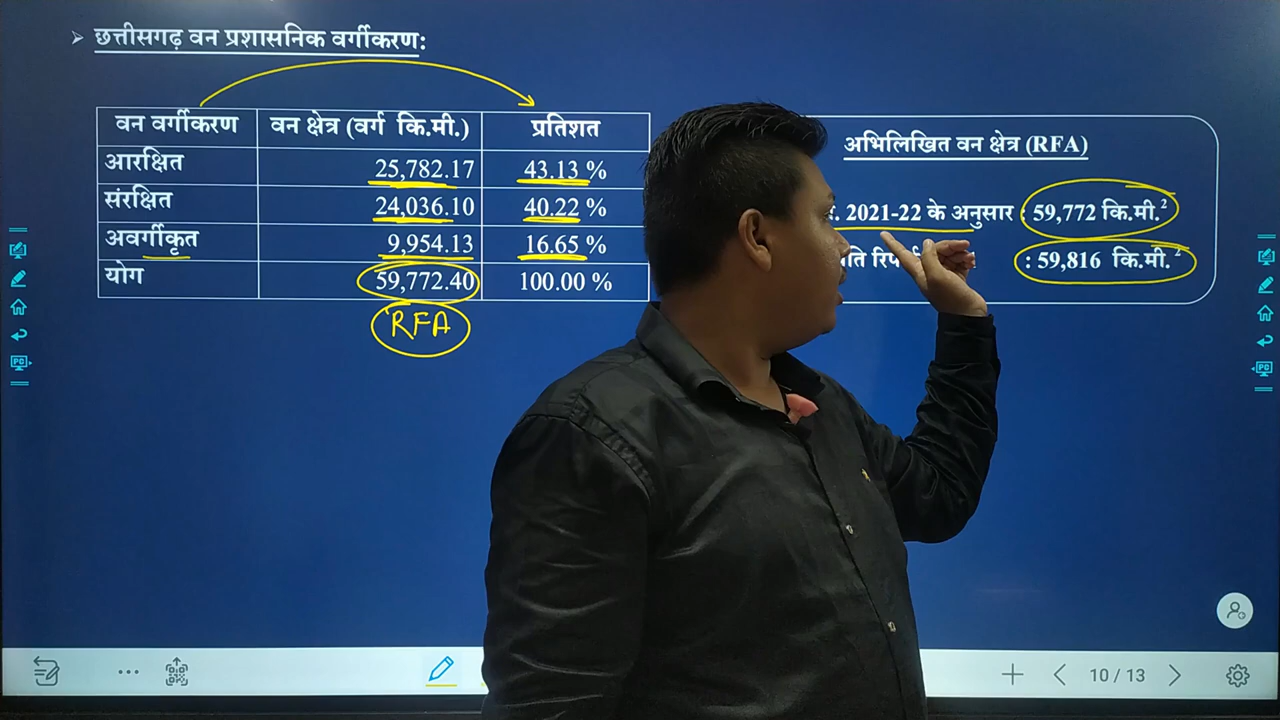 ➤ छत्तीसगढ़ वन प्रशासनिक वर्गीकरण:
वन वर्गीकरण वन क्षेत्र (वर्ग कि.मी.) प्रतिशत
आरक्षित 25,782.17 43.13 %
संरक्षित 24,036.10 40.22 %
अवर्गीकृत 9,954.13 16.65 %
योग 59,772.40 100.00 %
RFA
अभिलिखित वन क्षेत्र (RFA)
2021-22 के अनुसार : 59,772 कि.मी.²
: 59,816 कि.मी.²
PC
PC
10 / 13